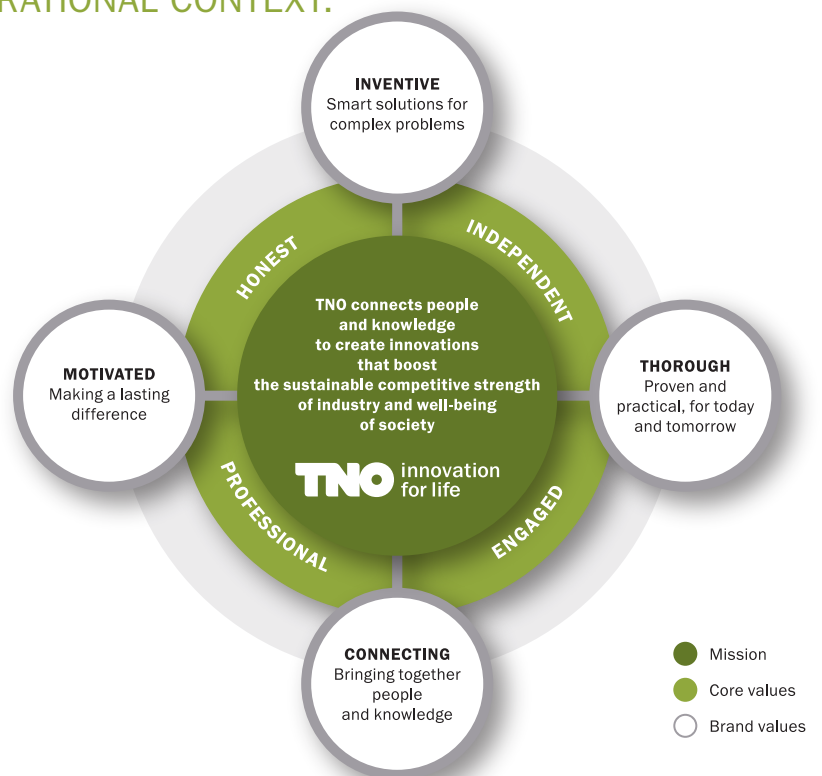 RATIONAL CONTEXT.
INVENTIVE
Smart solutions for
complex problems
HONEST
INDEPENDENT
TNO connects people
and knowledge
to create innovations
that boost
the sustainable competitive strength
of industry and well-being
of society
TNO innovation
for life
MOTIVATED
Making a lasting
difference
THOROUGH
Proven and
practical, for today
and tomorrow
PROFESSIONAL
ENGAGED
CONNECTING
Bringing together
people
and knowledge
Mission
Core values
Brand values